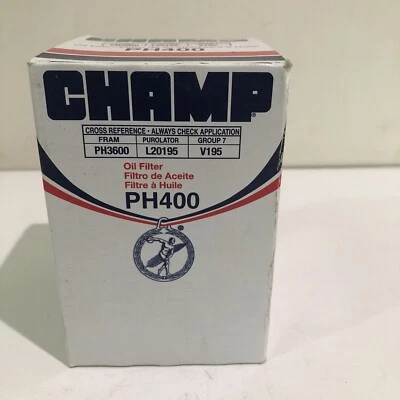 PH400
CHAMP
CROSS REFERENCE • ALWAYS CHECK APPLICATION
FRAM PUROLATOR GROUP 7
PH3600 L20195 V195
Oil Filter
Filtro de Aceite
Filtre à Huile
PH400